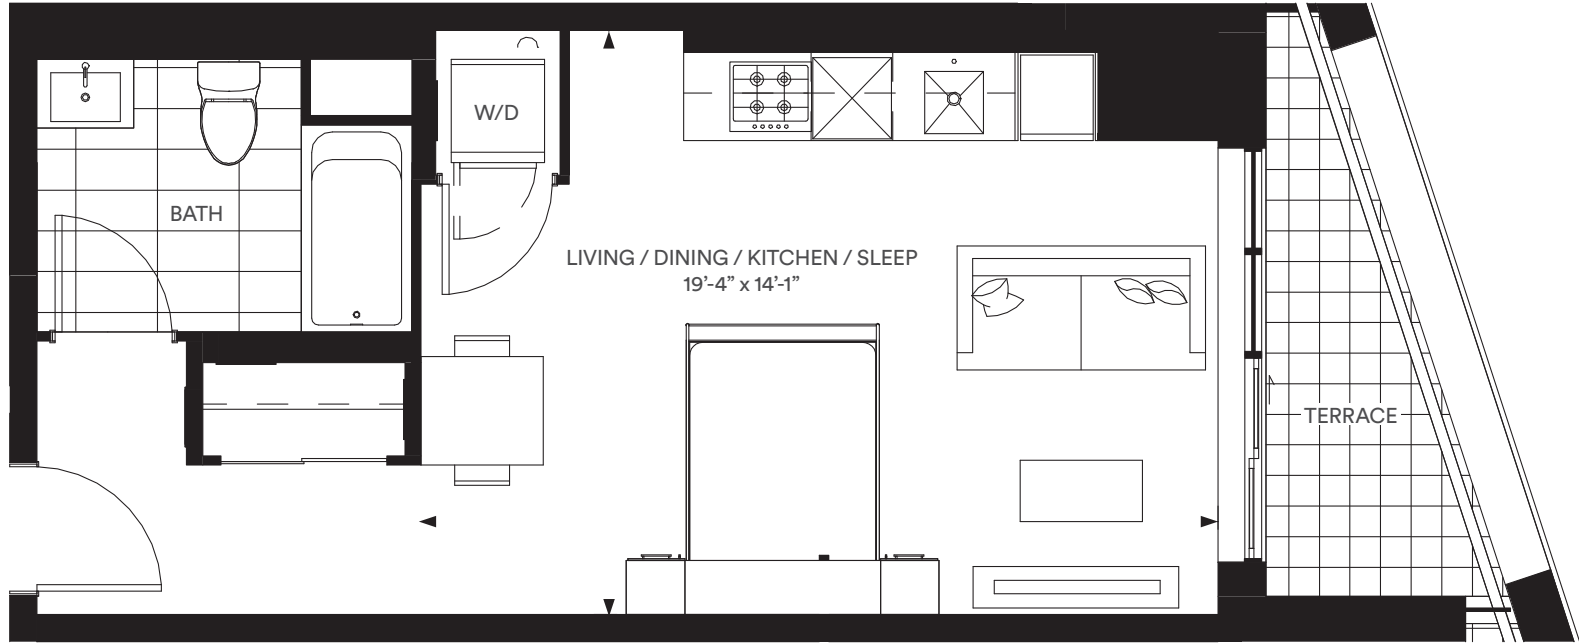 W/D
BATH
LIVING / DINING / KITCHEN / SLEEP
19’-4” x 14’-1”
TERRACE